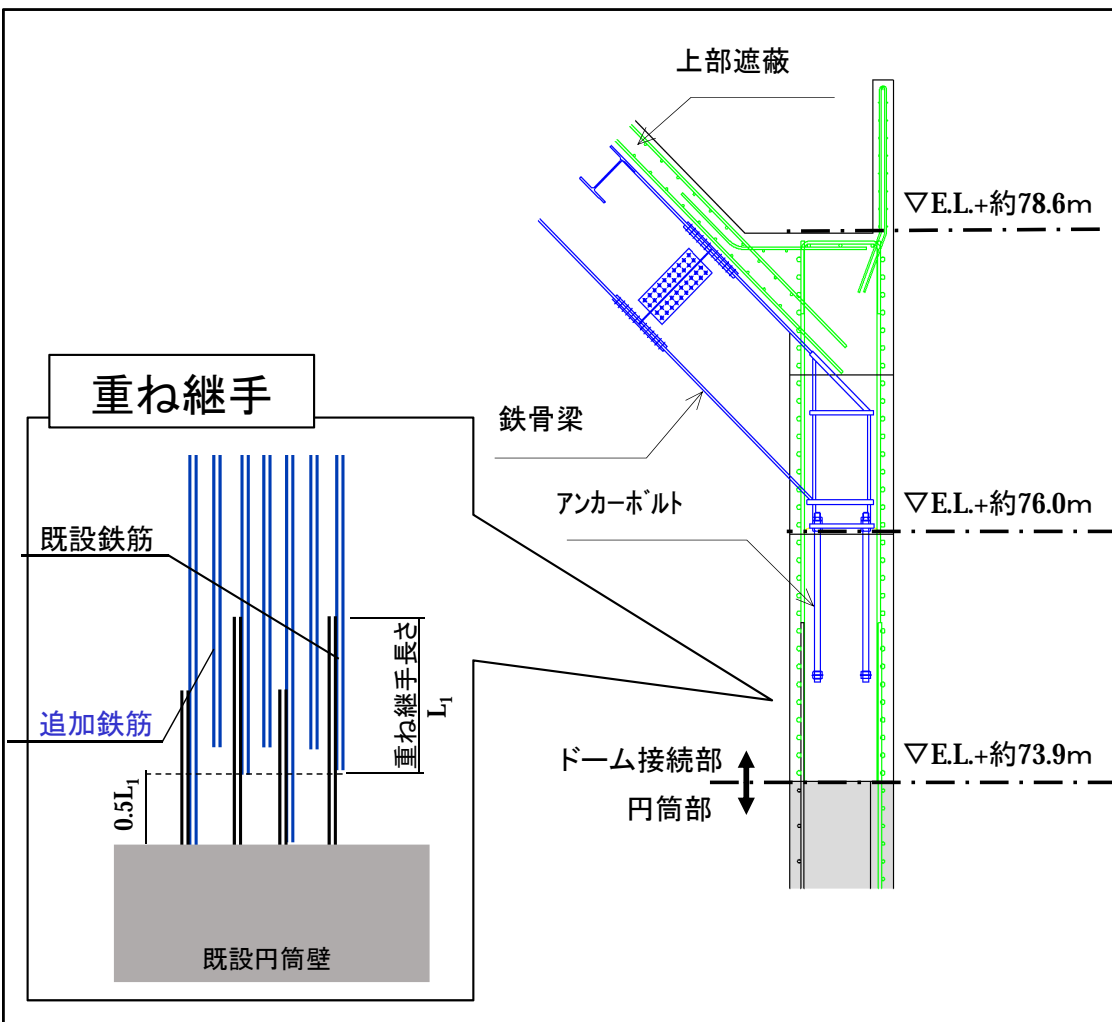 上部遮蔽
▽E.L.+約78.6m
重ね継手
鉄骨梁
アンカーボルト
▽E.L.+約76.0m
既設鉄筋
重ね継手長さ
L₁
追加鉄筋
0.5L₁
ドーム接続部
▽E.L.+約73.9m
円筒部
既設円筒壁